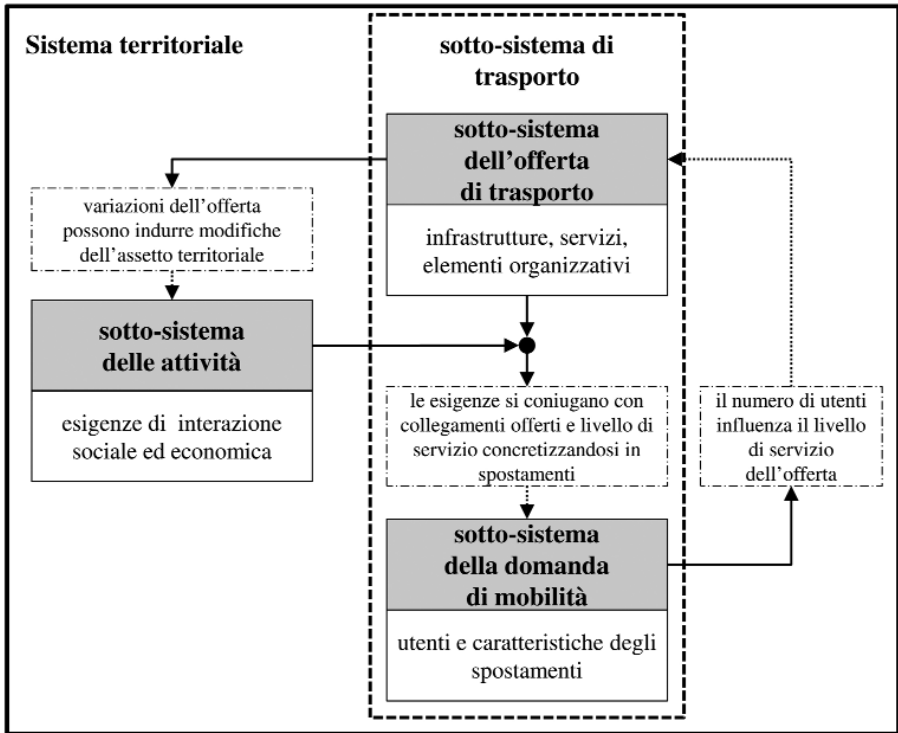 Sistema territoriale
sotto-sistema di
trasporto
sotto-sistema
dell'offerta
di trasporto
infrastrutture, servizi,
elementi organizzativi
variazioni dell'offerta
possono indurre modifiche
dell'assetto territoriale
sotto-sistema
delle attività
esigenze di interazione
sociale ed economica
le esigenze si coniugano con
collegamenti offerti e livello di
servizio concretizzandosi in
spostamenti
il numero di utenti
influenza il livello
di servizio
dell'offerta
sotto-sistema
della domanda
di mobilità
utenti e caratteristiche degli
spostamenti